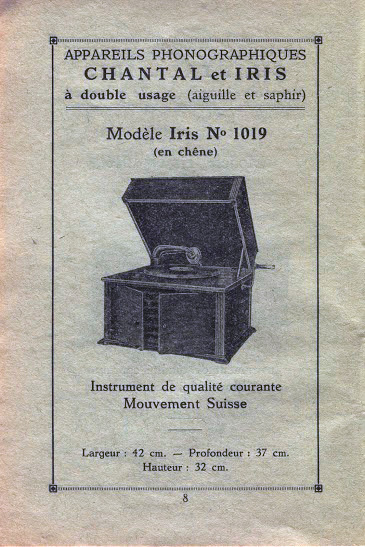 APPAREILS PHONOGRAPHIQUES
CHANTAL et IRIS
à double usage (aiguille et saphir)
Modèle Iris Nº 1019
(en chêne)
Instrument de qualité courante
Mouvement Suisse
Largeur : 42 cm. — Profondeur : 37 cm.
Hauteur : 32 cm.
8